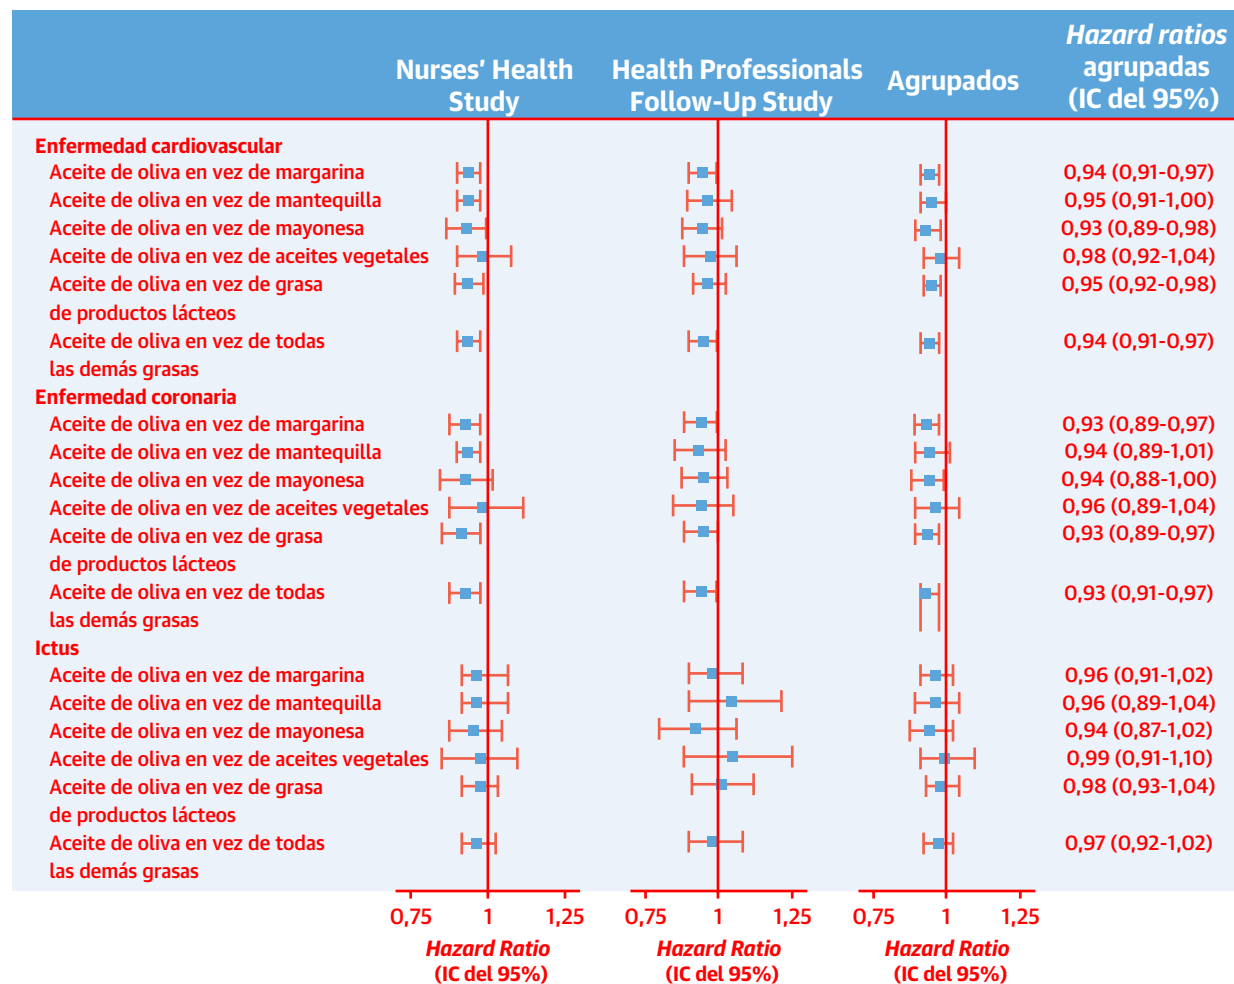 Nurses' Health Study
Health Professionals Follow-Up Study
Agrupados
Hazard ratios agrupadas (IC del 95%)
Enfermedad cardiovascular
Aceite de oliva en vez de margarina 0,94 (0,91-0,97)
Aceite de oliva en vez de mantequilla 0,95 (0,91-1,00)
Aceite de oliva en vez de mayonesa 0,93 (0,89-0,98)
Aceite de oliva en vez de aceites vegetales 0,98 (0,92-1,04)
Aceite de oliva en vez de grasa 0,95 (0,92-0,98)
de productos lácteos
Aceite de oliva en vez de todas 0,94 (0,91-0,97)
las demás grasas
Enfermedad coronaria
Aceite de oliva en vez de margarina 0,93 (0,89-0,97)
Aceite de oliva en vez de mantequilla 0,94 (0,89-1,01)
Aceite de oliva en vez de mayonesa 0,94 (0,88-1,00)
Aceite de oliva en vez de aceites vegetales 0,96 (0,89-1,04)
Aceite de oliva en vez de grasa 0,93 (0,89-0,97)
de productos lácteos
Aceite de oliva en vez de todas 0,93 (0,91-0,97)
las demás grasas
Ictus
Aceite de oliva en vez de margarina 0,96 (0,91-1,02)
Aceite de oliva en vez de mantequilla 0,96 (0,89-1,04)
Aceite de oliva en vez de mayonesa 0,94 (0,87-1,02)
Aceite de oliva en vez de aceites vegetales 0,99 (0,91-1,10)
Aceite de oliva en vez de grasa 0,98 (0,93-1,04)
de productos lácteos
Aceite de oliva en vez de todas 0,97 (0,92-1,02)
las demás grasas
0,75 1 1,25 0,75 1 1,25 0,75 1 1,25
Hazard Ratio Hazard Ratio Hazard Ratio
(IC del 95%) (IC del 95%) (IC del 95%)